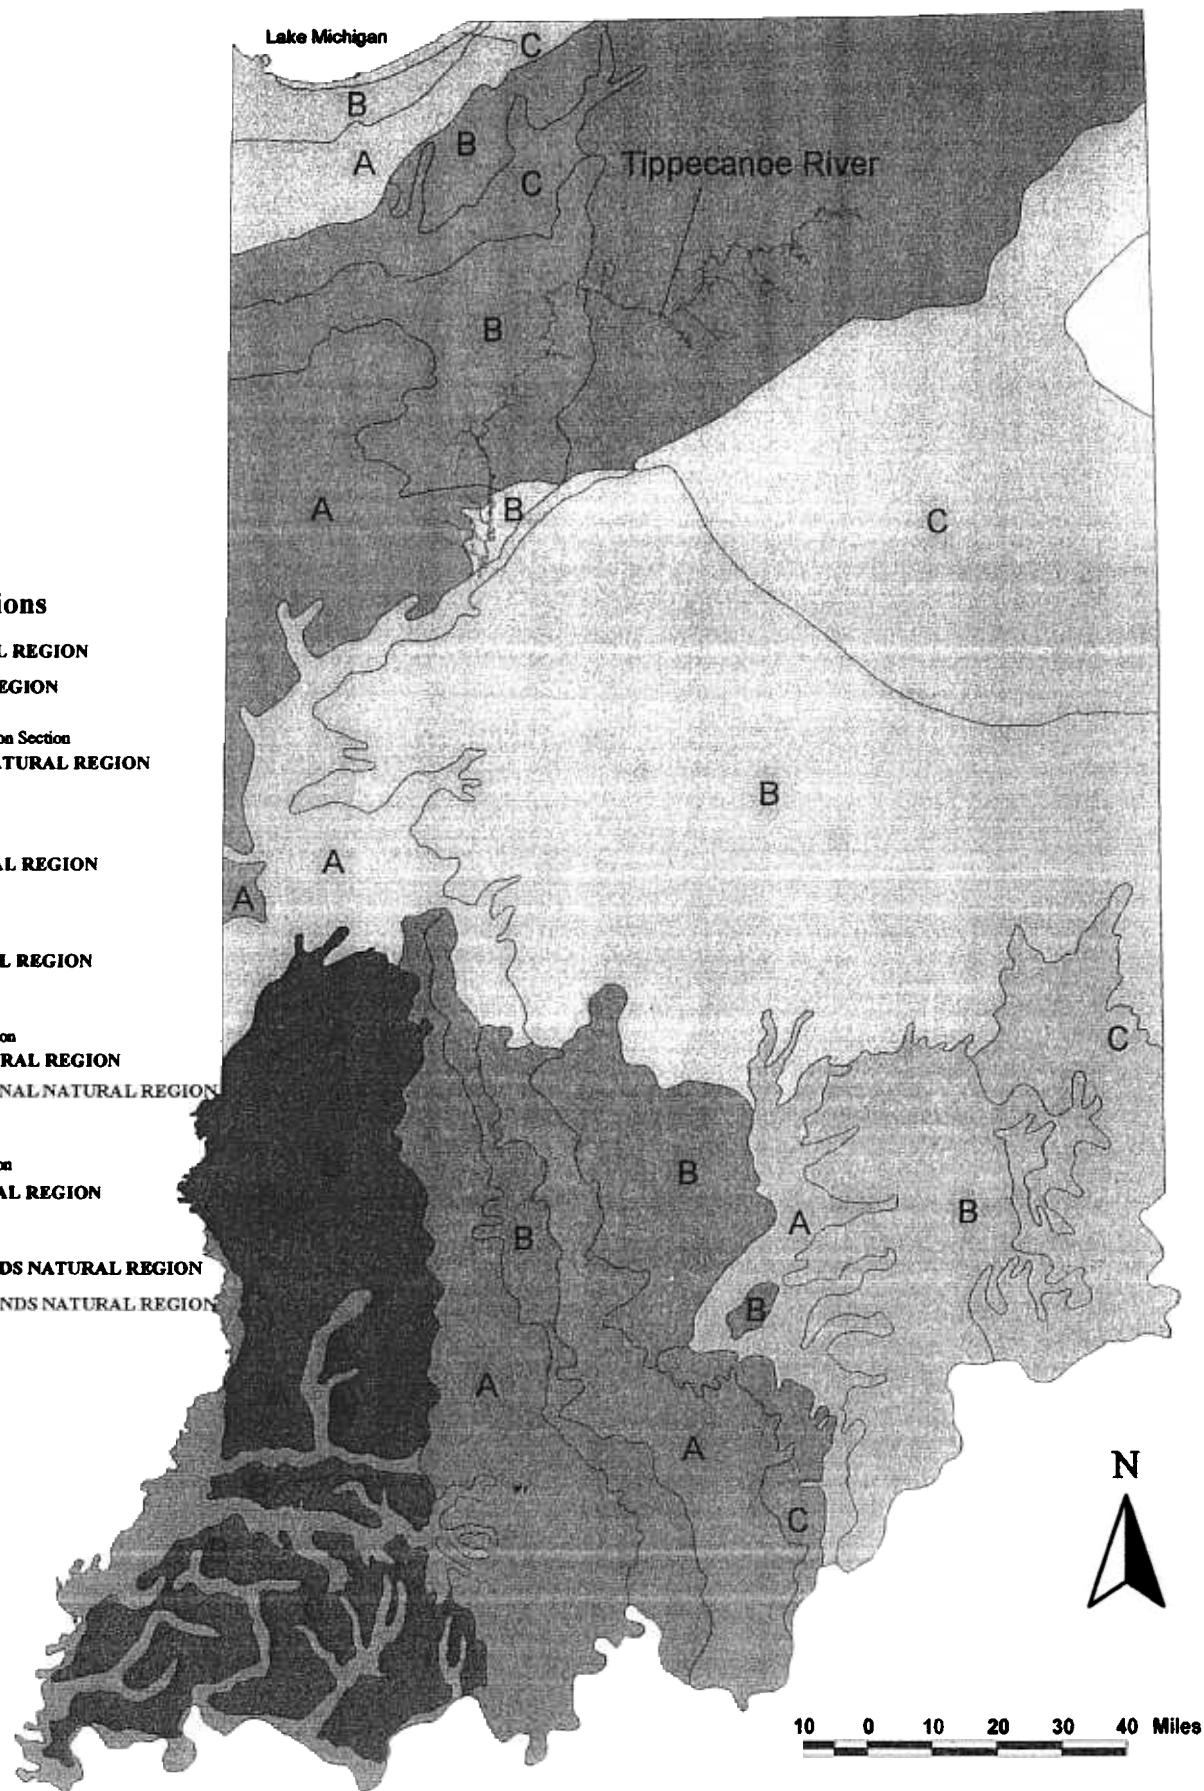 Lake Michigan
C
B
B
A
Tippecanoe River
C
B
A
B
C
ions
L REGION
EGION
on Section
TURAL REGION
B
AL REGION
A
A
L REGION
on
C
RAL REGION
NAL NATURAL REGION
on
B
AL REGION
A
B
B
DS NATURAL REGION
NDS NATURAL REGION
B
A
A
N
C
10 0 10 20 30 40 Miles